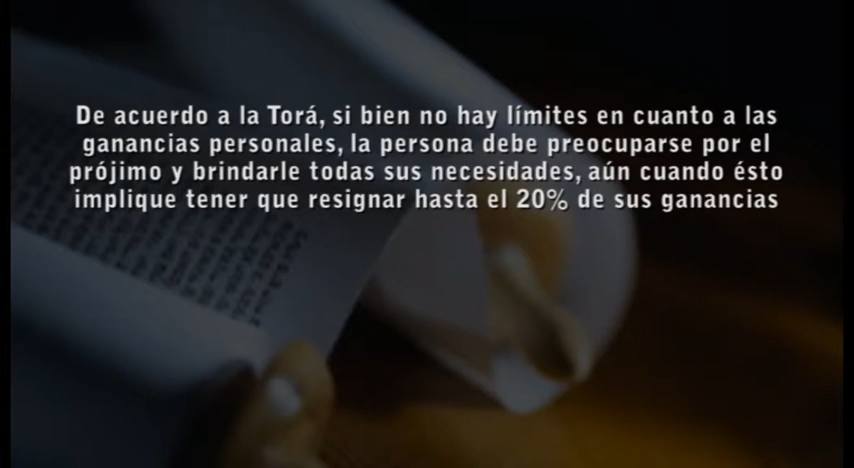 De acuerdo a la Torá, si bien no hay límites en cuanto a las
ganancias personales, la persona debe preocuparse por el
prójimo y brindarle todas sus necesidades, aún cuando ésto
implique tener que resignar hasta el 20% de sus ganancias